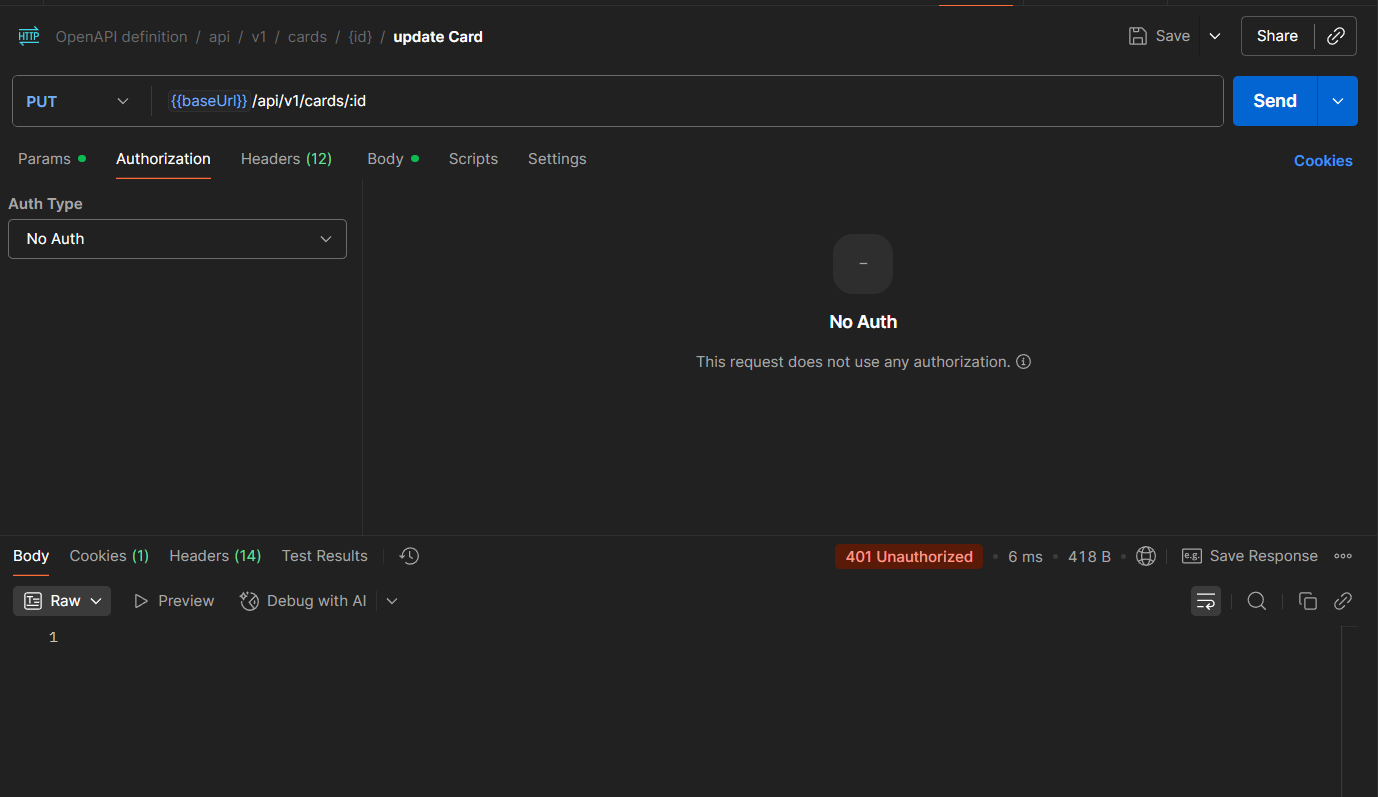 HTTP OpenAPI definition / api / v1 / cards / {id} / update Card Save Share
PUT {{baseUrl}} /api/v1/cards/:id Send
Params Authorization Headers (12) Body Scripts Settings Cookies
Auth Type
No Auth
–
No Auth
This request does not use any authorization.
Body Cookies (1) Headers (14) Test Results 401 Unauthorized • 6 ms • 418 B • e.g. Save Response
Raw Preview Debug with AI
1